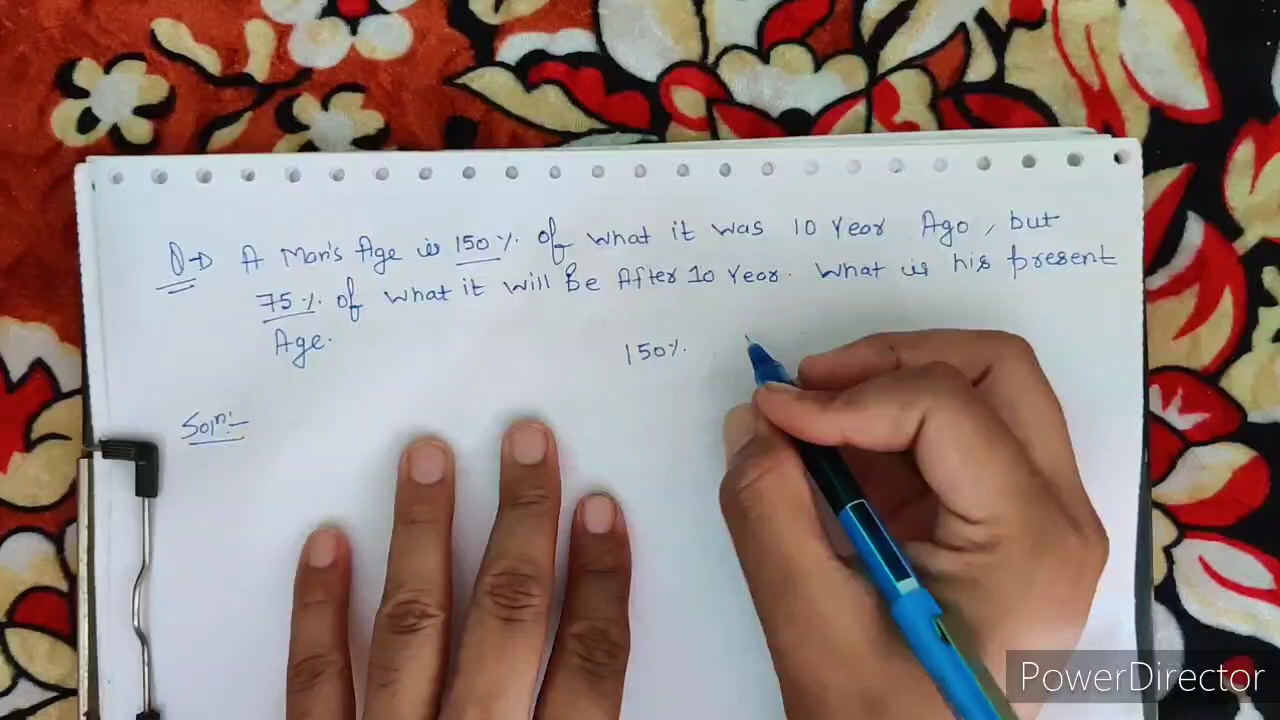 Q→ A Man's Age is 150% of what it was 10 Year Ago, but
75% of what it will Be After 10 Year. What is his present
Age.
150%
Soln:-
PowerDirector